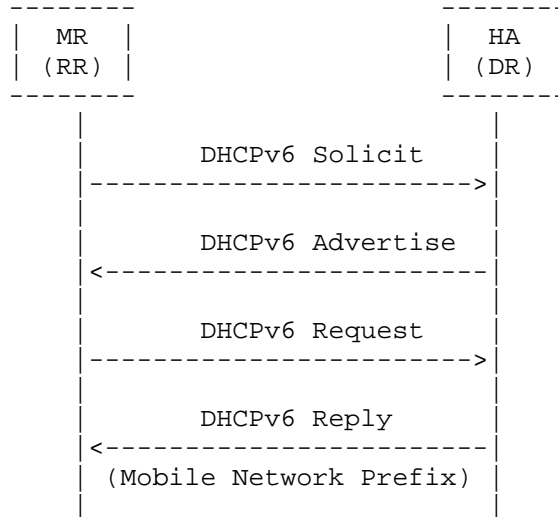 MR HA
(RR) (DR)
DHCPv6 Solicit
DHCPv6 Advertise
DHCPv6 Request
DHCPv6 Reply
(Mobile Network Prefix)